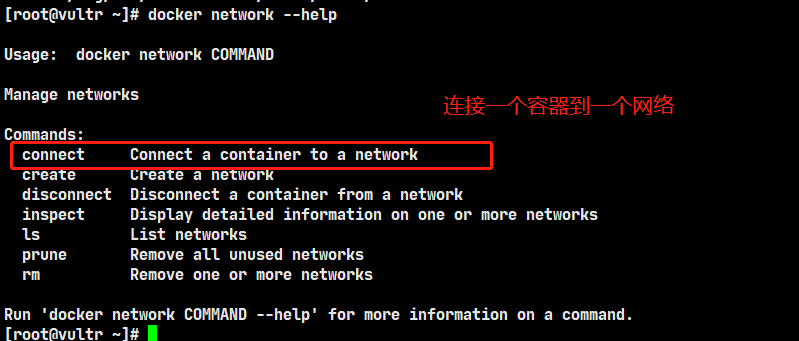 [root@vultr ~]# docker network --help
Usage:  docker network COMMAND
Manage networks
连接一个容器到一个网络
Commands:
  connect     Connect a container to a network
  create      Create a network
  disconnect  Disconnect a container from a network
  inspect     Display detailed information on one or more networks
  ls          List networks
  prune       Remove all unused networks
  rm          Remove one or more networks
Run 'docker network COMMAND --help' for more information on a command.
[root@vultr ~]#